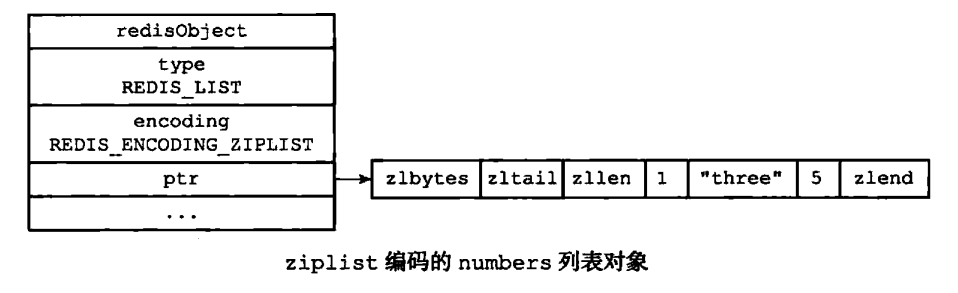 redisObject
type
REDIS_LIST
encoding
REDIS_ENCODING_ZIPLIST
ptr
zlbytes zltail zllen 1 "three" 5 zlend
...
ziplist 编码的 numbers 列表对象